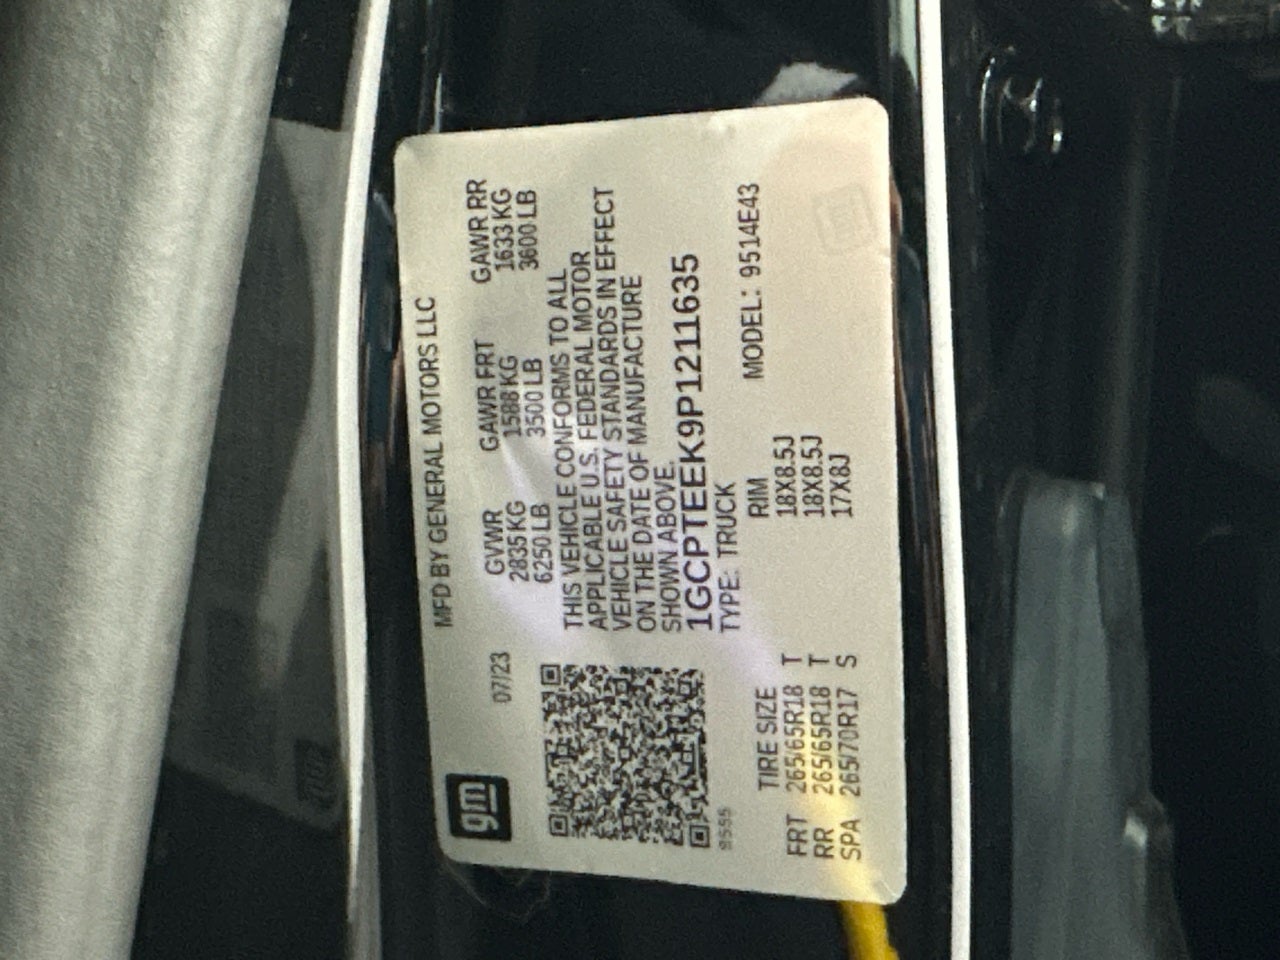 gm
07/23
MFD BY GENERAL MOTORS LLC
GVWR GAWR FRT GAWR RR
2835 KG 1588 KG 1633 KG
6250 LB 3500 LB 3600 LB
THIS VEHICLE CONFORMS TO ALL
APPLICABLE U.S. FEDERAL MOTOR
VEHICLE SAFETY STANDARDS IN EFFECT
ON THE DATE OF MANUFACTURE
SHOWN ABOVE.
1GCPTEEK9P1211635
TYPE: TRUCK MODEL: 9514E43
TIRE SIZE RIM
FRT 265/65R18 T 18X8.5J
RR 265/65R18 T 18X8.5J
SPA 265/70R17 S 17X8J